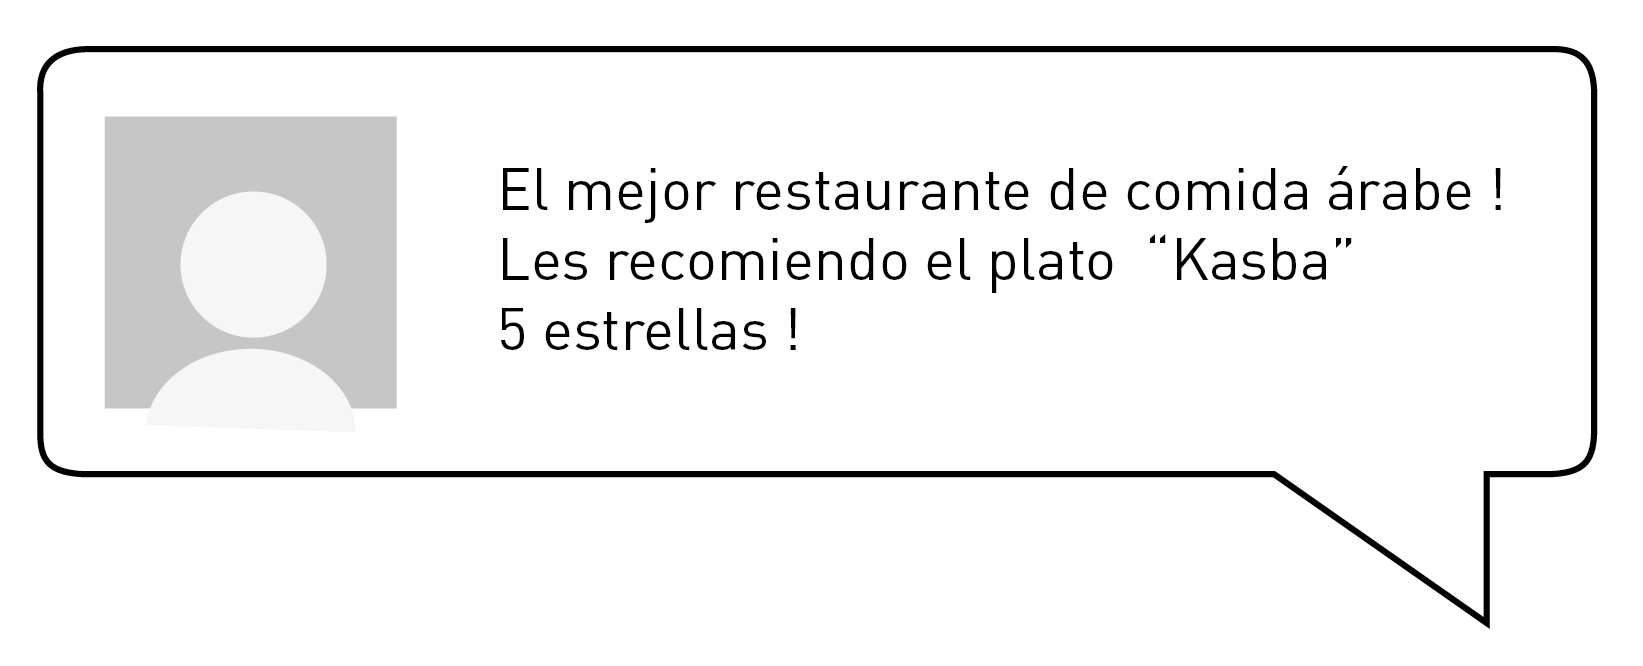 El mejor restaurante de comida árabe !
Les recomiendo el plato “Kasba”
5 estrellas !